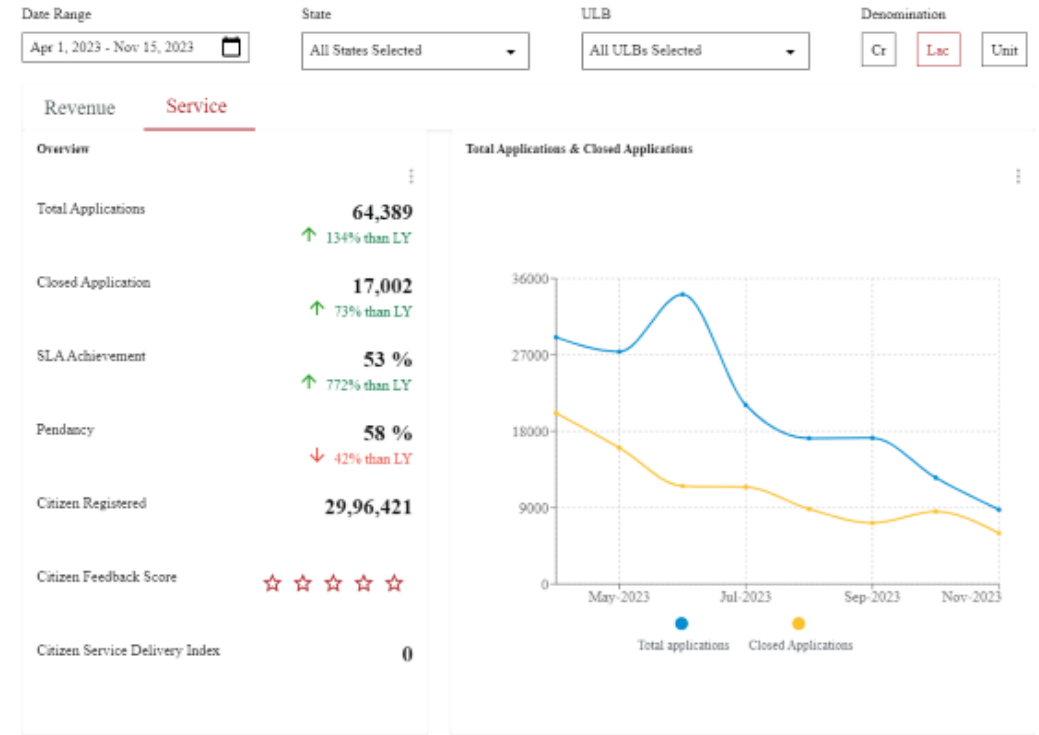 Date Range
State
ULB
Denomination
Apr 1, 2023 - Nov 15, 2023
All States Selected
All ULBs Selected
Cr
Lac
Unit
Revenue
Service
Overview
Total Applications
64,389
134% than LY
Closed Application
17,002
73% than LY
SLA Achievement
53 %
772% than LY
Pendancy
58 %
42% than LY
Citizen Registered
29,96,421
Citizen Feedback Score
Citizen Service Delivery Index
0
Total Applications & Closed Applications
36000
27000
18000
9000
0
May-2023
Jul-2023
Sep-2023
Nov-2023
Total applications
Closed Applications